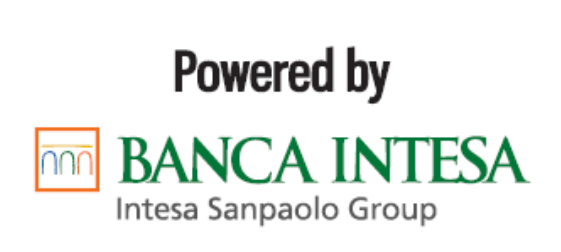 Powered by
BANCA INTESA
Intesa Sanpaolo Group